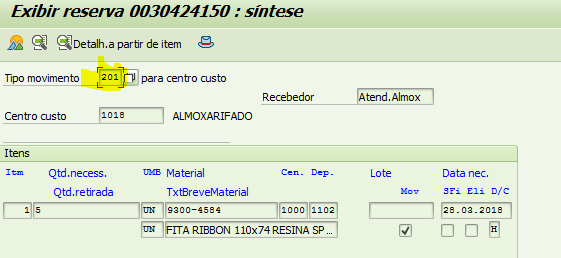 Exibir reserva 0030424150 : síntese
Detalh.a partir de item
Tipo movimento 201 para centro custo
Recebedor Atend.Almox
Centro custo 1018 ALMOXARIFADO
Itens
Itm Qtd.necess. UMB Material Cen. Dep. Lote Data nec.
Qtd.retirada TxtBreveMaterial Mov SFi Eli D/C
1 5 UN 9300-4584 1000 1102 28.03.2018
UN FITA RIBBON 110x74 RESINA SP ... H